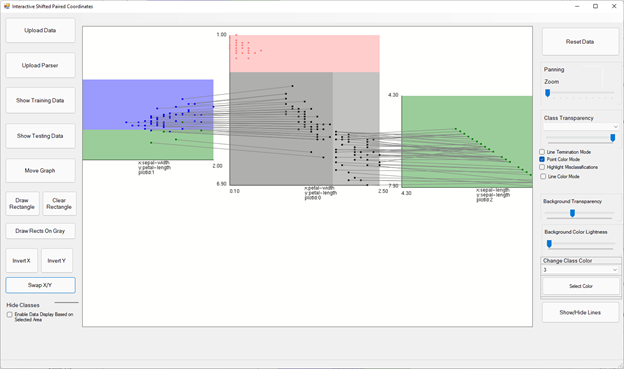 Interactive Shifted Paired Coordinates
Upload Data
Upload Parser
Show Training Data
Show Testing Data
Move Graph
Draw
Rectangle
Clear
Rectangle
Draw Rects On Gray
Invert X
Invert Y
Swap X/Y
Hide Classes
Enable Data Display Based on
Selected Area
x:sepal-width
y:petal-length
plotid:1
1.00
2.00
6.90
0.10
2.50
x:petal-width
y:petal-length
plotid:0
4.30
7.90
4.30
x:sepal-length
y:sepal-length
plotid:2
Reset Data
Panning
Zoom
Class Transparency
Line Termination Mode
Point Color Mode
Highlight Misclassifications
Line Color Mode
Background Transparency
Background Color Lightness
Change Class Color
3
Select Color
Show/Hide Lines